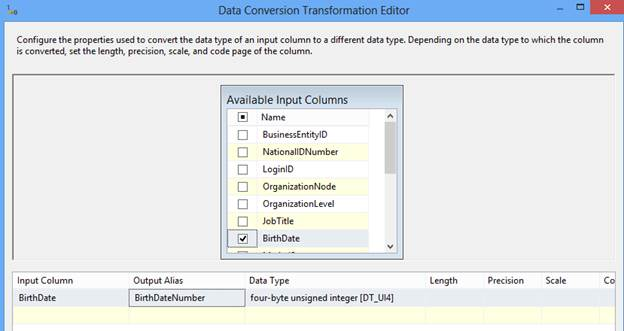 Data Conversion Transformation Editor
Configure the properties used to convert the data type of an input column to a different data type. Depending on the data type to which the column
is converted, set the length, precision, scale, and code page of the column.
Available Input Columns
Name
BusinessEntityID
NationalIDNumber
LoginID
OrganizationNode
OrganizationLevel
JobTitle
BirthDate
Input Column Output Alias Data Type Length Precision Scale Co
BirthDate BirthDateNumber four-byte unsigned integer [DT_UI4]